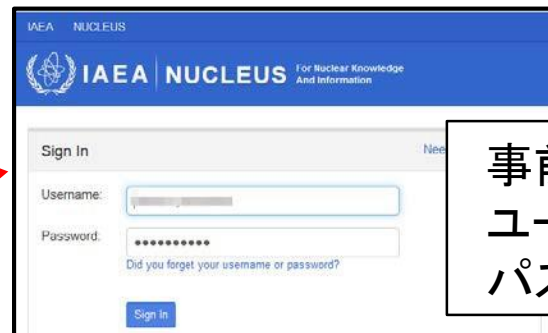 IAEA NUCLEUS
IAEA NUCLEUS For Nuclear Knowledge And Information
Sign In
Username:
Password:
Did you forget your username or password?
Sign In
事前
ユー
パス